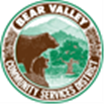 BEAR VALLEY
COMMUNITY SERVICES DISTRICT